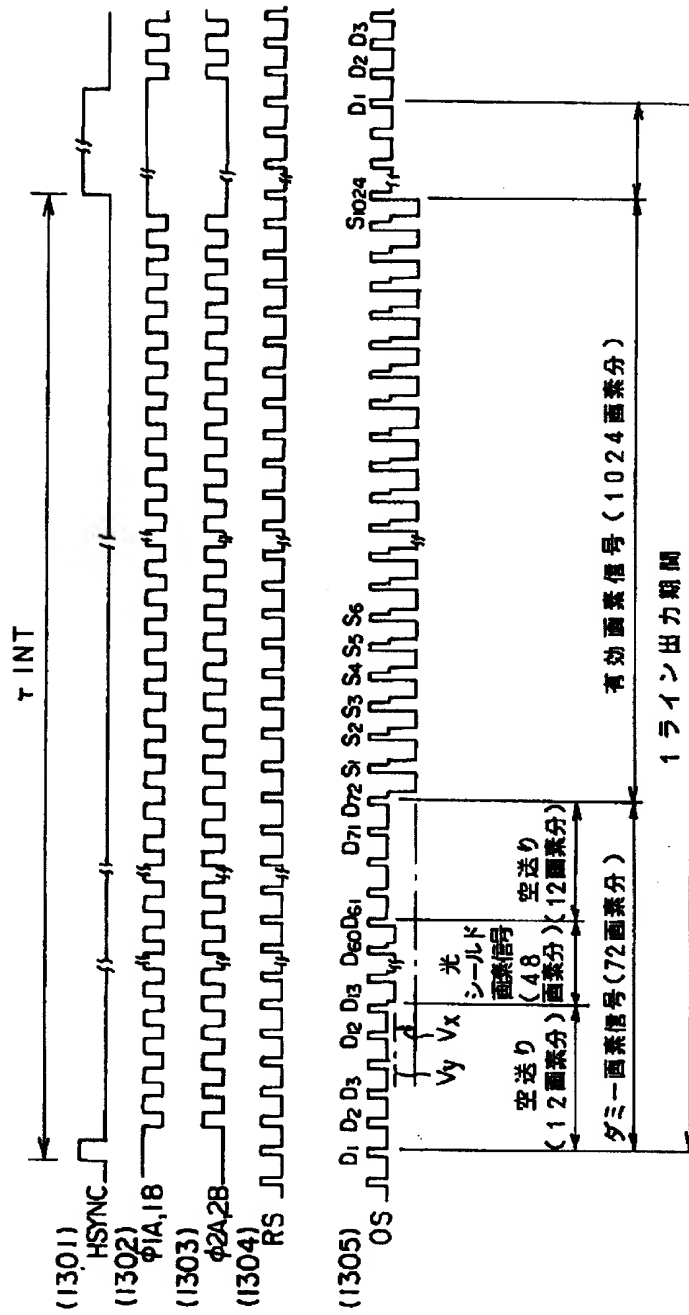 τ INT
(1301)
HSYNC
(1302)
φ1A,1B
(1303)
φ2A,2B
(1304)
RS
(1305)
OS
D1 D2 D3 D12 D13 D60 D61 D71 D72 S1 S2 S3 S4 S5 S6 S1024 D1 D2 D3
Vy
Vx
空送り
(12画素分)
光
シールド
画素信号
(48
画素分)
空送り
(12画素分)
ダミー画素信号(72画素分)
有効画素信号(1024画素分)
1ライン出力期間